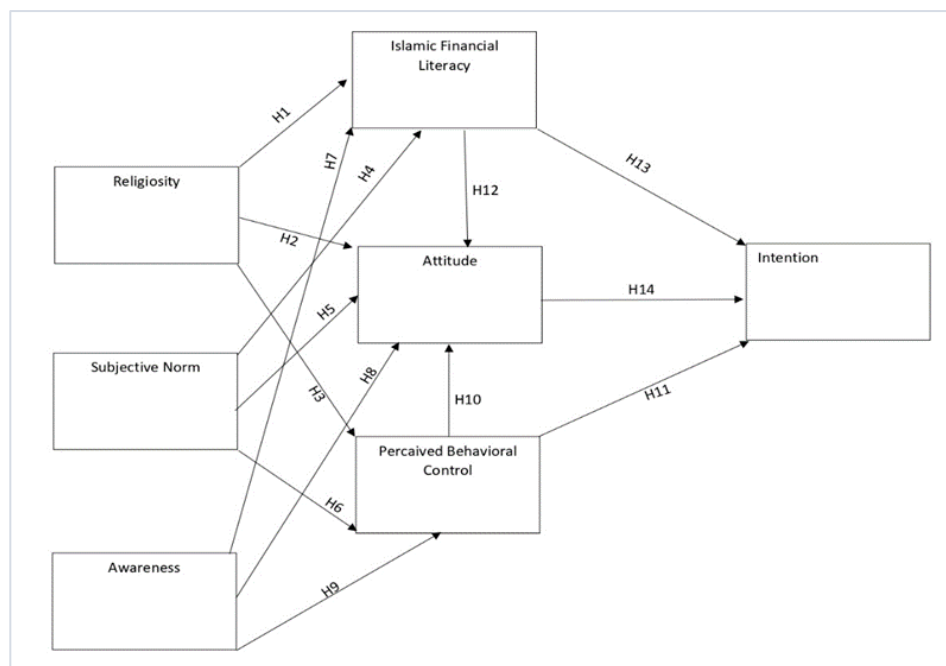 Islamic Financial
Literacy
H1
H7
H4
H13
Religiosity
H12
H2
Attitude
Intention
H14
H5
Subjective Norm
H8
H3
H10
H11
Percaived Behavioral
Control
H6
Awareness
H9